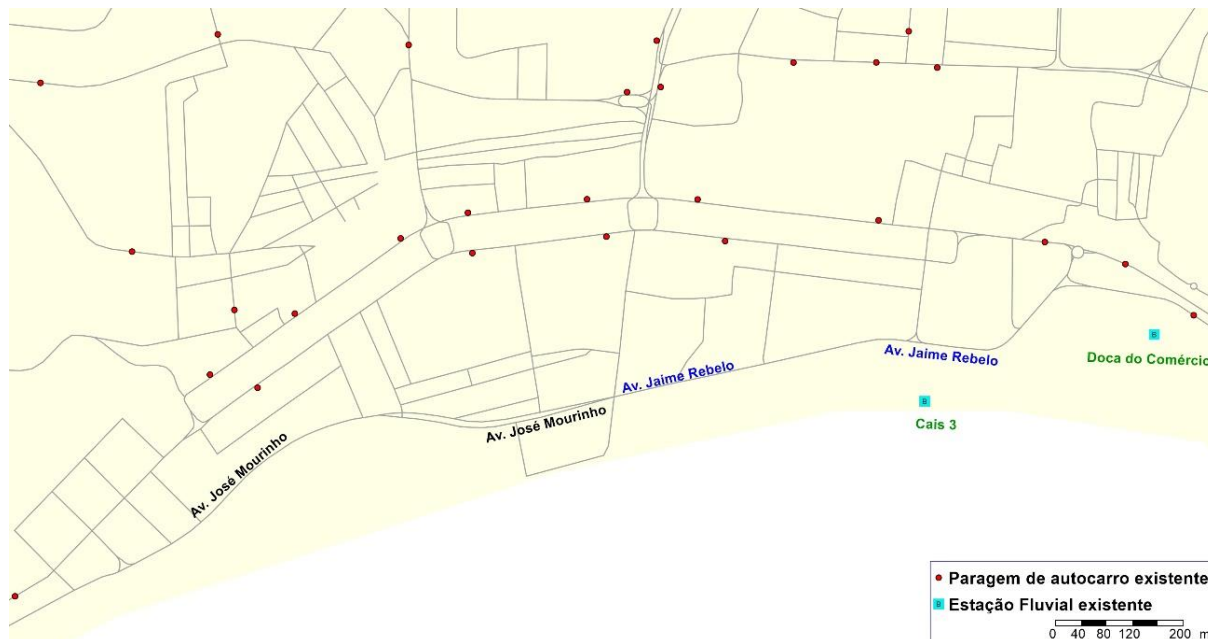 Av. Jaime Rebelo
Av. Jaime Rebelo
Doca do Comércio
Av. José Mourinho
Cais 3
Av. José Mourinho
Paragem de autocarro existente
Estação Fluvial existente
0 40 80 120 200 m